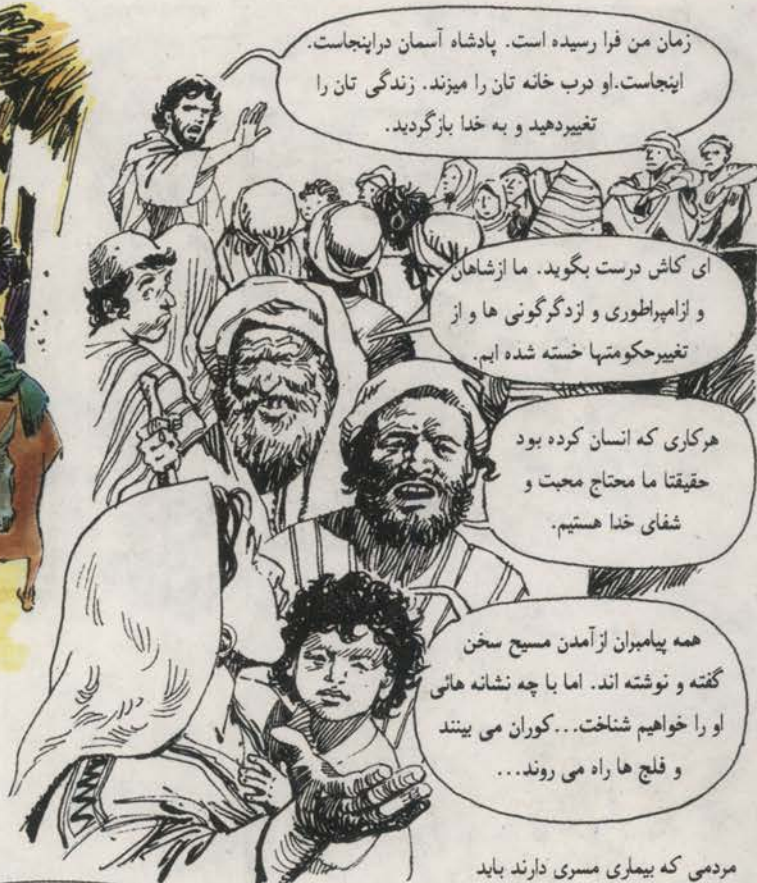 زمان من فرا رسیده است. پادشاه آسمان دراینجاست.
اینجاست.او درب خانه تان را میزند. زندگی تان را
تغییردهید و به خدا بازگردید.
ای کاش درست بگوید. ما ازشاهان
و ازامپراطوری و ازدگرگونی ها و از
تغییرحکومتها خسته شده ایم.
هرکاری که انسان کرده بود
حقیقتا ما محتاج محبت و
شفای خدا هستیم.
همه پیامبران ازآمدن مسیح سخن
گفته و نوشته اند. اما با چه نشانه هائی
او را خواهیم شناخت...کوران می بینند
و فلج ها راه می روند...
مردمی که بیماری مسری دارند باید